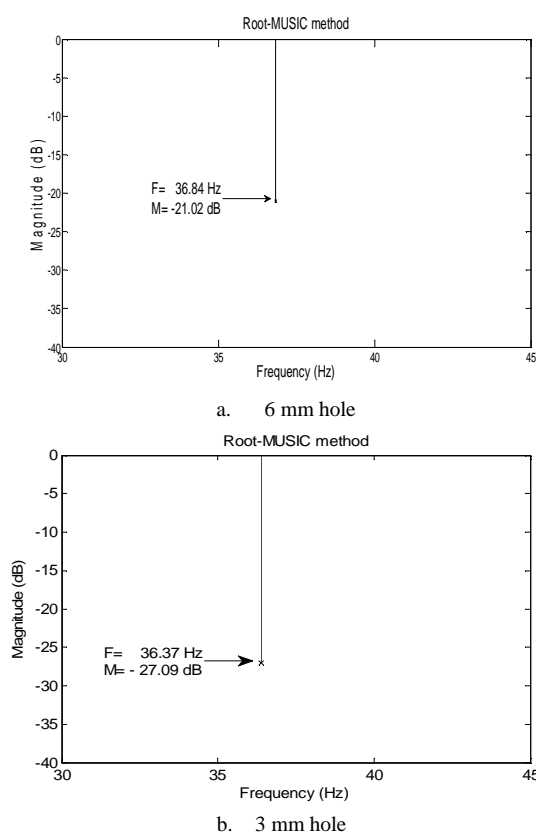 Root-MUSIC method
0
-5
-10
-15
-20
-25
-30
-35
-40
Magnitude (dB)
F= 36.84 Hz
M= -21.02 dB
30 35 40 45
Frequency (Hz)
a. 6 mm hole
Root-MUSIC method
0
-5
-10
-15
-20
-25
-30
-35
-40
Magnitude (dB)
F= 36.37 Hz
M= - 27.09 dB
30 35 40 45
Frequency (Hz)
b. 3 mm hole